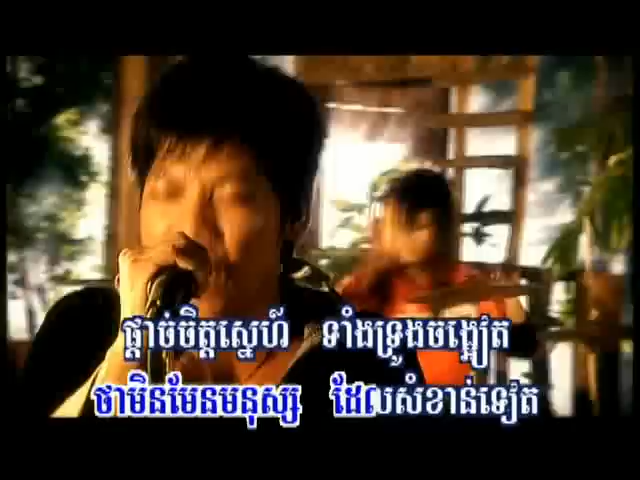 ផ្ដាច់ចិត្តស្នេហ៍ ទាំងទ្រូងចង្អៀត
ថាមិនមែនមនុស្ស ដែលសំខាន់ទៀត